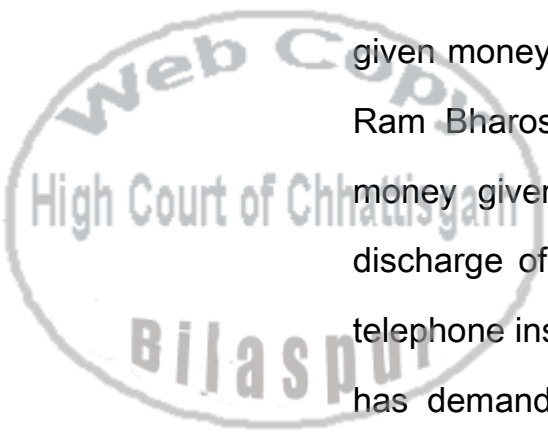 Web Copy
given money
Ram Bharos
High Court of Chhattisgarh
money given
discharge of
telephone ins
Bilaspur
has demand